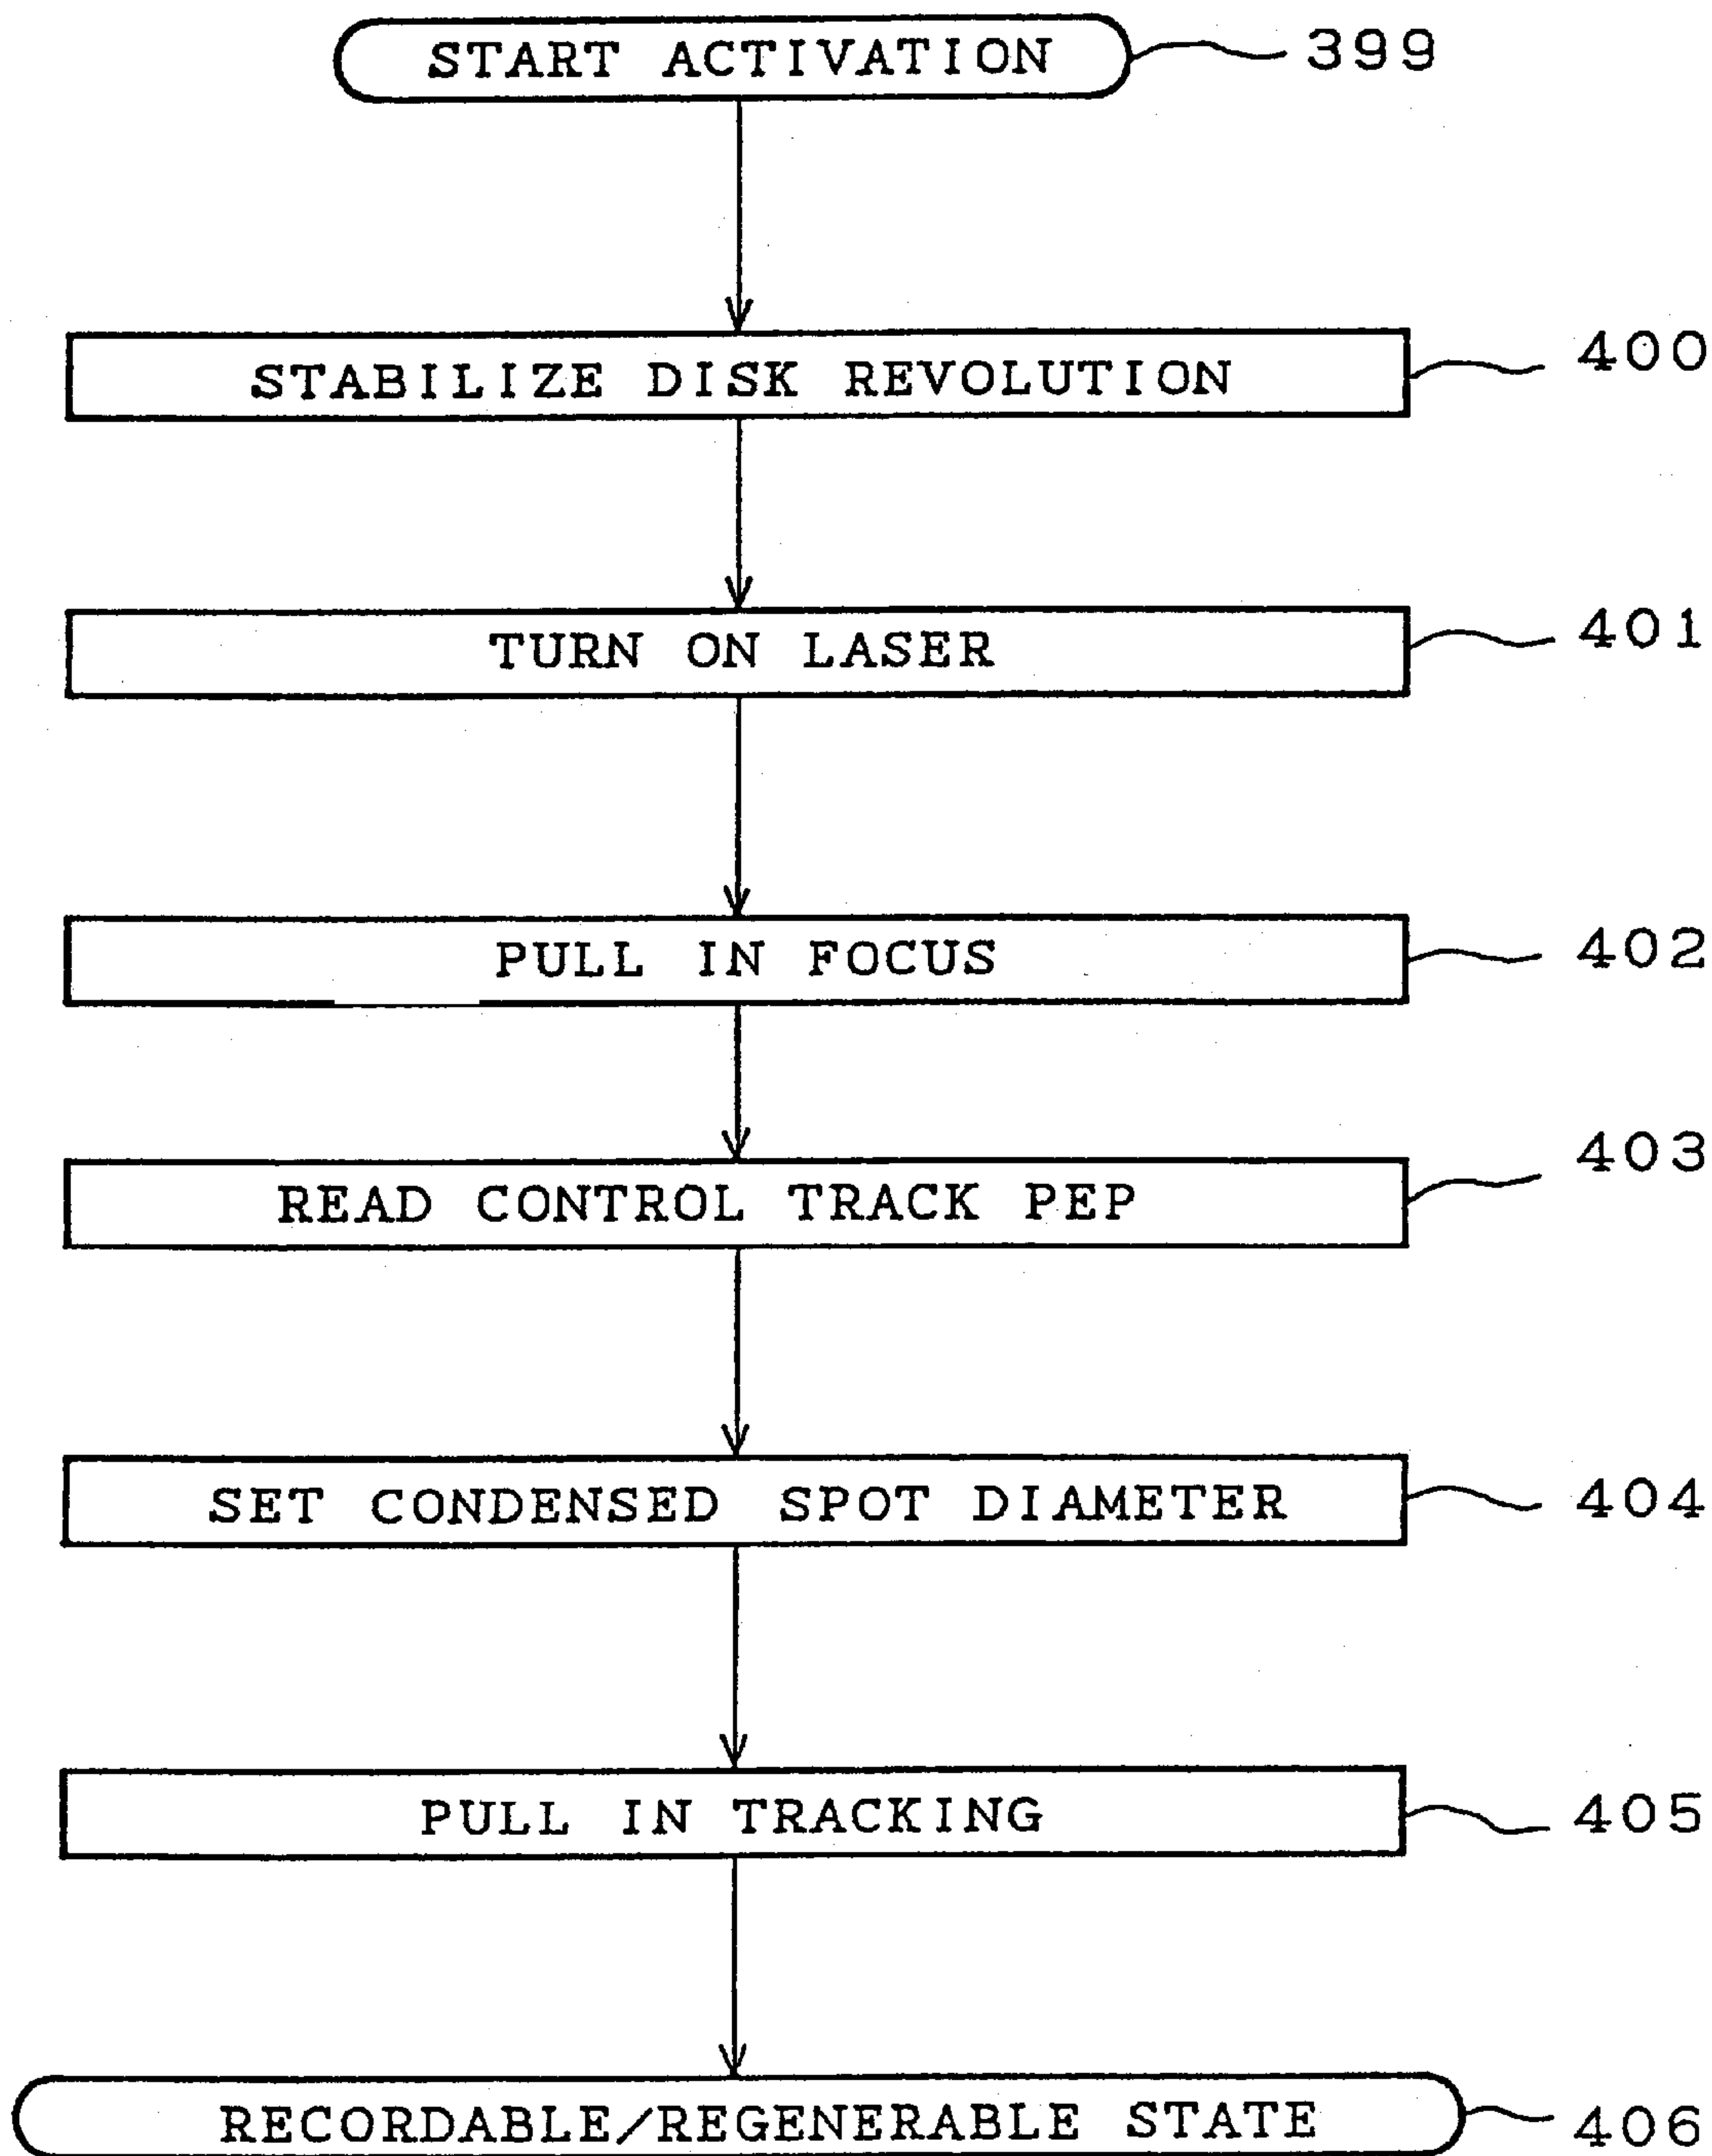 START ACTIVATION 399
STABILIZE DISK REVOLUTION 400
TURN ON LASER 401
PULL IN FOCUS 402
READ CONTROL TRACK PEP 403
SET CONDENSED SPOT DIAMETER 404
PULL IN TRACKING 405
RECORDABLE/REGENERABLE STATE 406